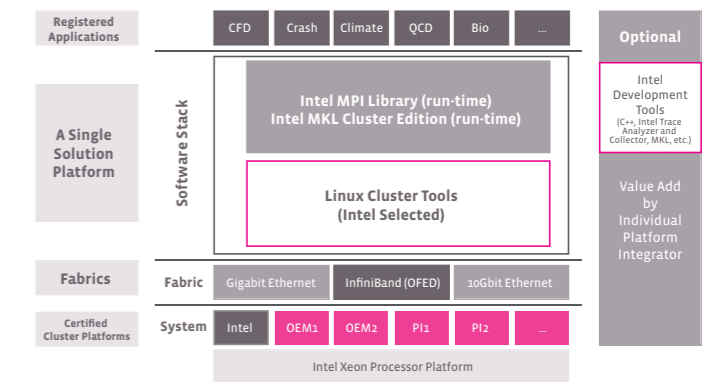 Registered
Applications
CFD
Crash
Climate
QCD
Bio
...
Optional
A Single
Solution
Platform
Software Stack
Intel MPI Library (run-time)
Intel MKL Cluster Edition (run-time)
Linux Cluster Tools
(Intel Selected)
Intel
Development
Tools
(C++, Intel Trace
Analyzer and
Collector, MKL, etc.)
Value Add
by
Individual
Platform
Integrator
Fabrics
Fabric
Gigabit Ethernet
InfiniBand (OFED)
10Gbit Ethernet
Certified
Cluster Platforms
System
Intel
OEM1
OEM2
PI1
PI2
...
Intel Xeon Processor Platform